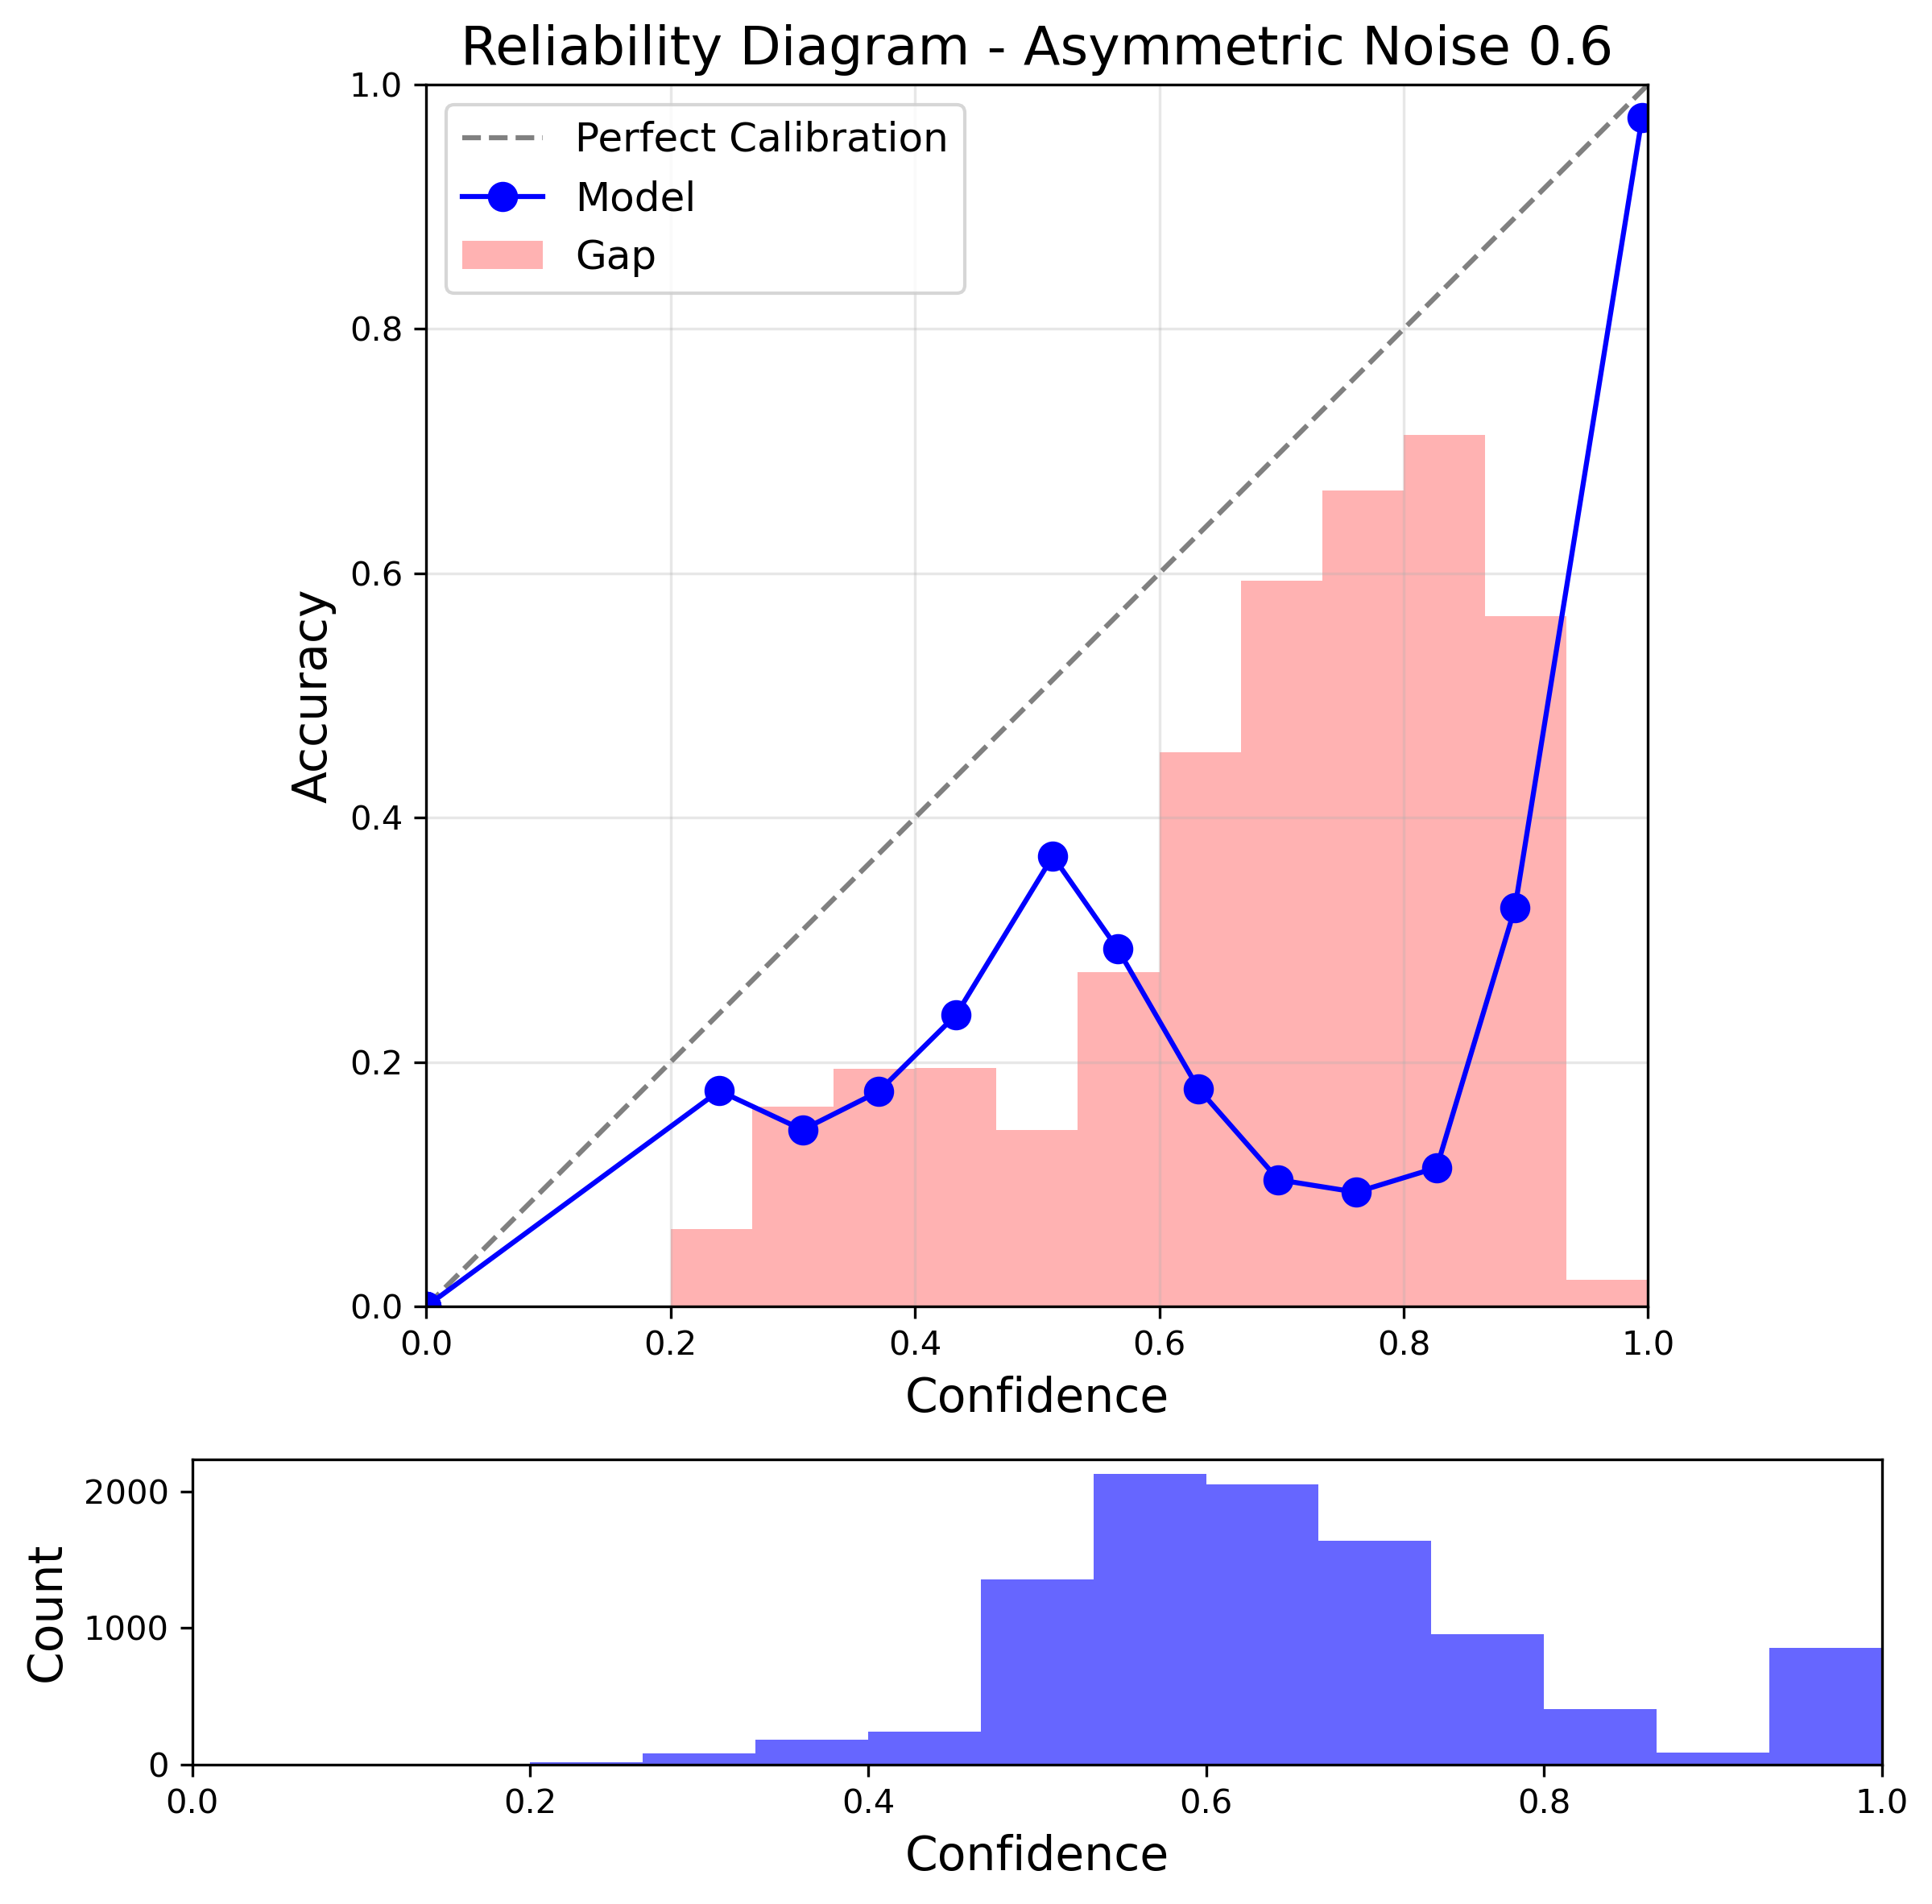 Reliability Diagram - Asymmetric Noise 0.6
1.0
0.8
0.6
0.4
0.2
0.0
Accuracy
Perfect Calibration
Model
Gap
0.0 0.2 0.4 0.6 0.8 1.0
Confidence
2000
1000
0
Count
0.0 0.2 0.4 0.6 0.8 1.0
Confidence